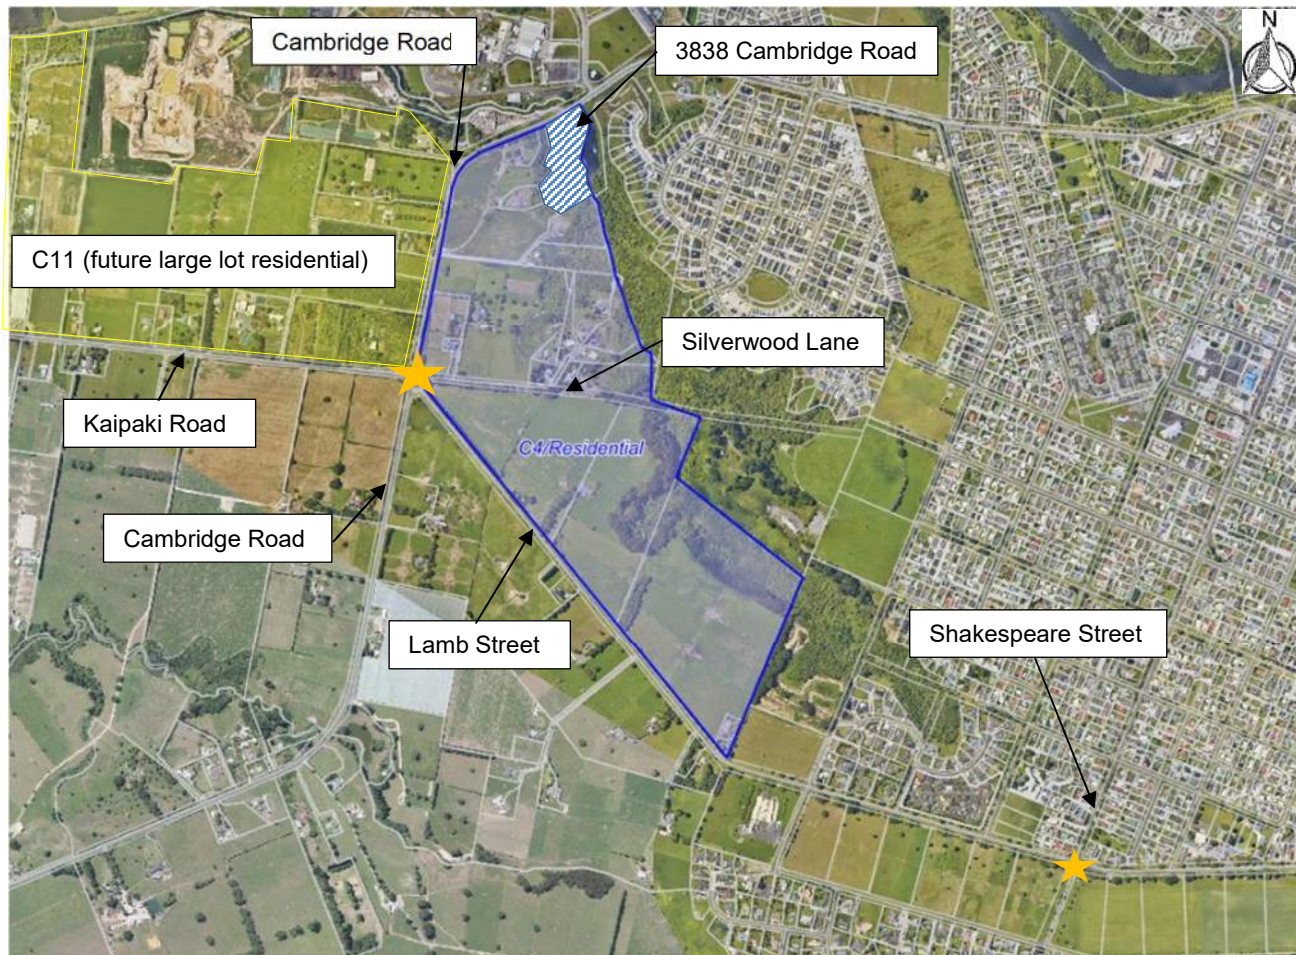 N
Cambridge Road
3838 Cambridge Road
C11 (future large lot residential)
Silverwood Lane
Kaipaki Road
C4/Residential
Cambridge Road
Lamb Street
Shakespeare Street